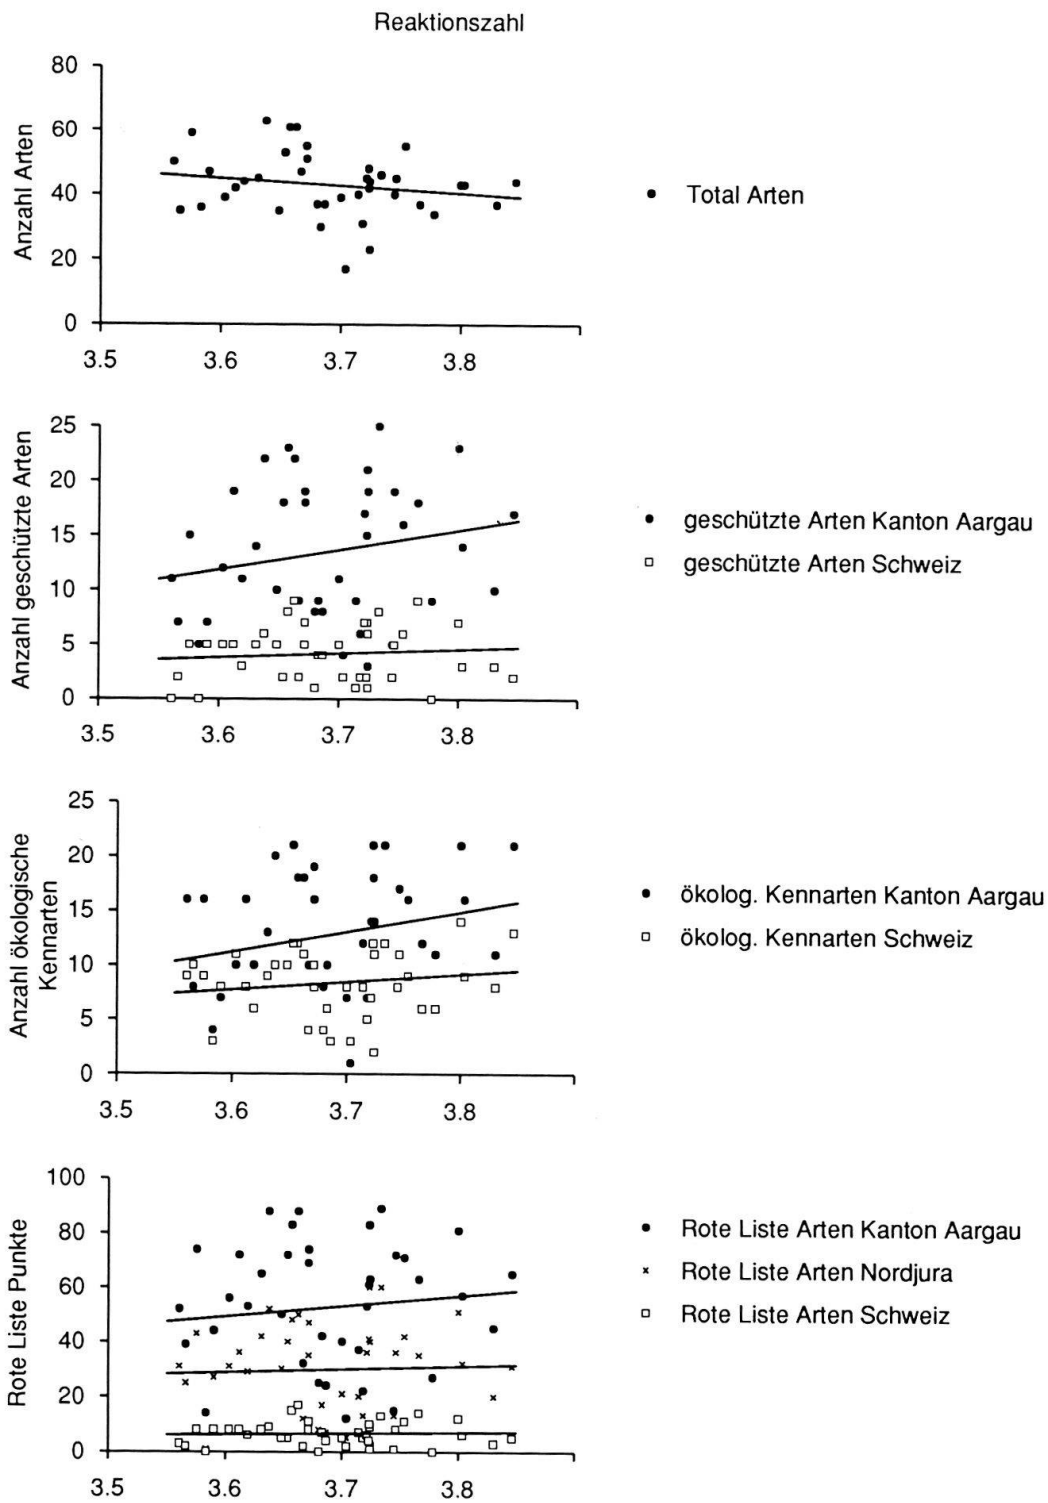 Reaktionszahl
Anzahl Arten
80
60
40
20
0
3.5 3.6 3.7 3.8
Total Arten
Anzahl geschützte Arten
25
20
15
10
5
0
3.5 3.6 3.7 3.8
geschützte Arten Kanton Aargau
geschützte Arten Schweiz
Anzahl ökologische
Kennarten
25
20
15
10
5
0
3.5 3.6 3.7 3.8
ökolog. Kennarten Kanton Aargau
ökolog. Kennarten Schweiz
Rote Liste Punkte
100
80
60
40
20
0
3.5 3.6 3.7 3.8
Rote Liste Arten Kanton Aargau
Rote Liste Arten Nordjura
Rote Liste Arten Schweiz